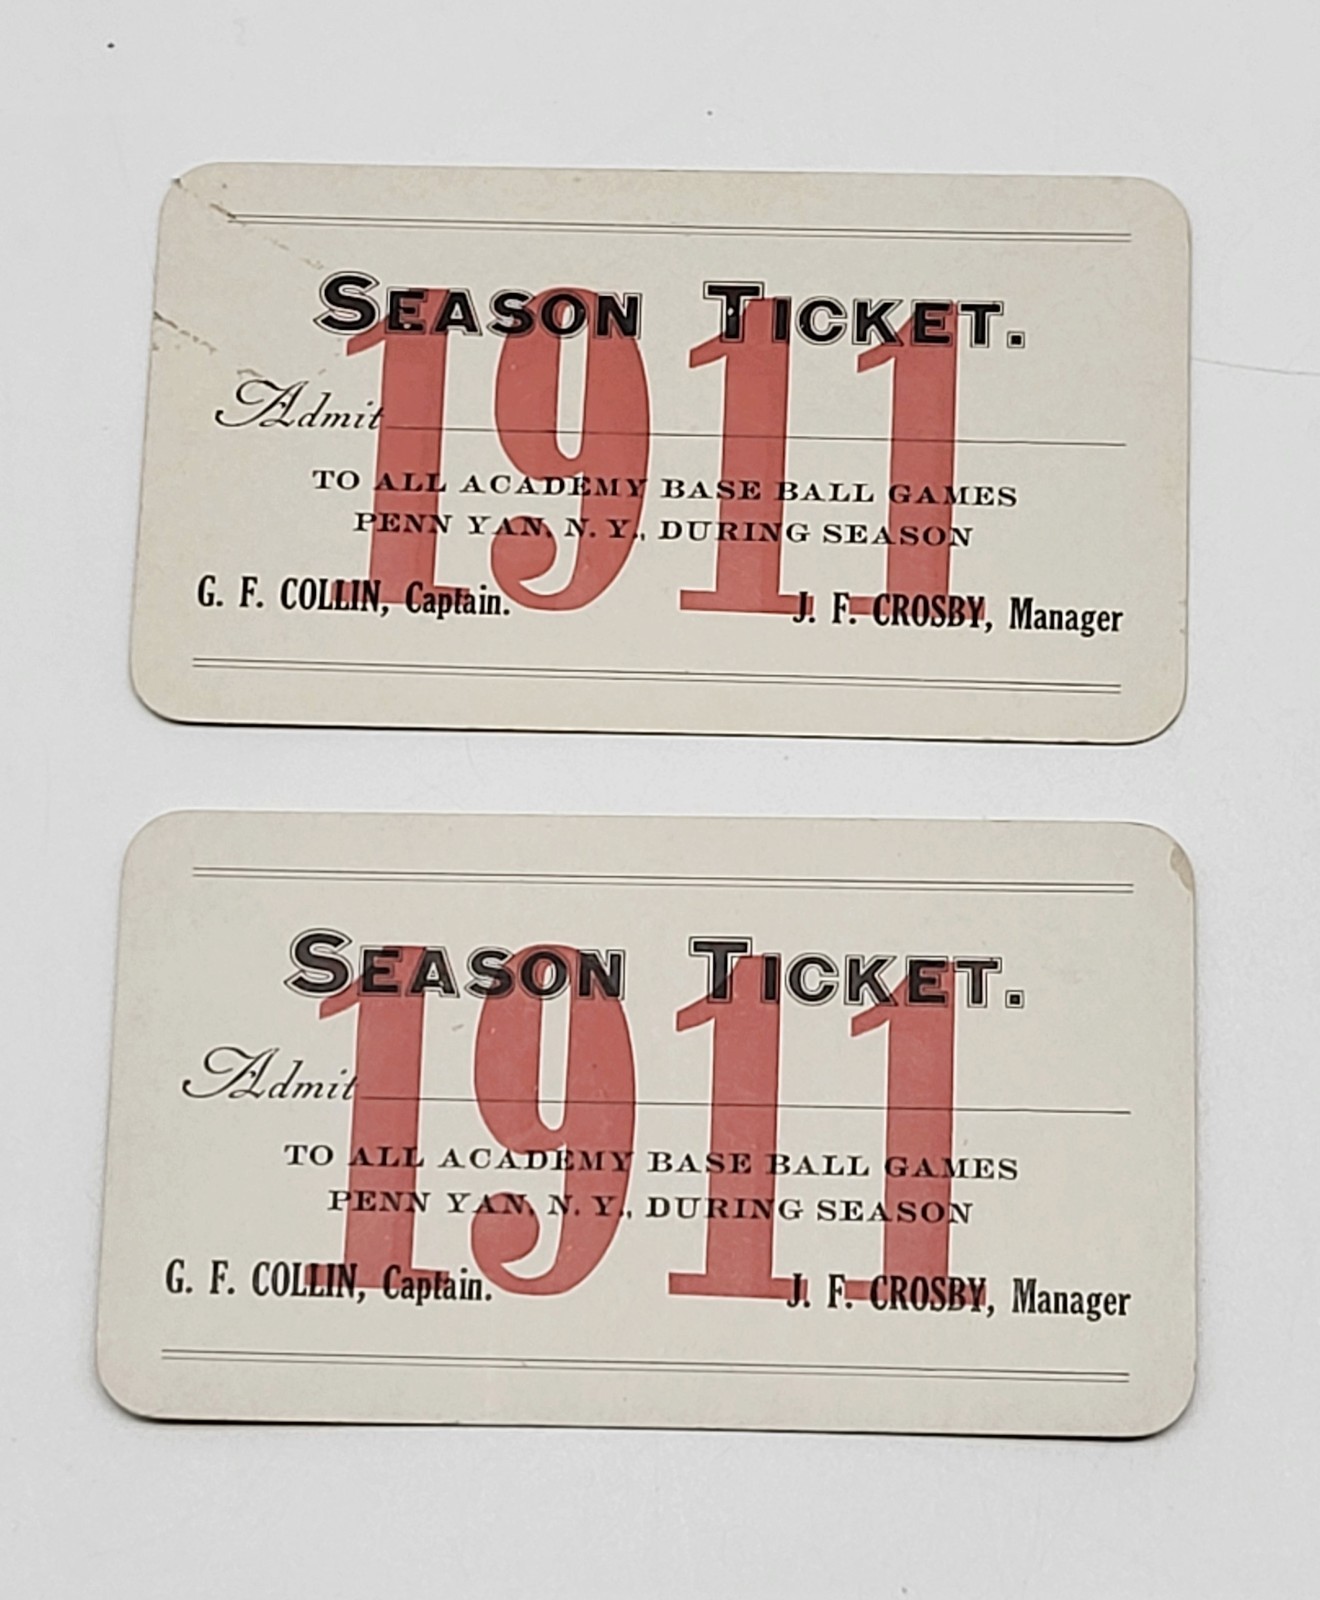 SEASON TICKET.
1911
Admit
TO ALL ACADEMY BASE BALL GAMES
PENN YAN, N. Y., DURING SEASON
G. F. COLLIN, Captain. J. F. CROSBY, Manager
SEASON TICKET.
1911
Admit
TO ALL ACADEMY BASE BALL GAMES
PENN YAN, N. Y., DURING SEASON
G. F. COLLIN, Captain. J. F. CROSBY, Manager